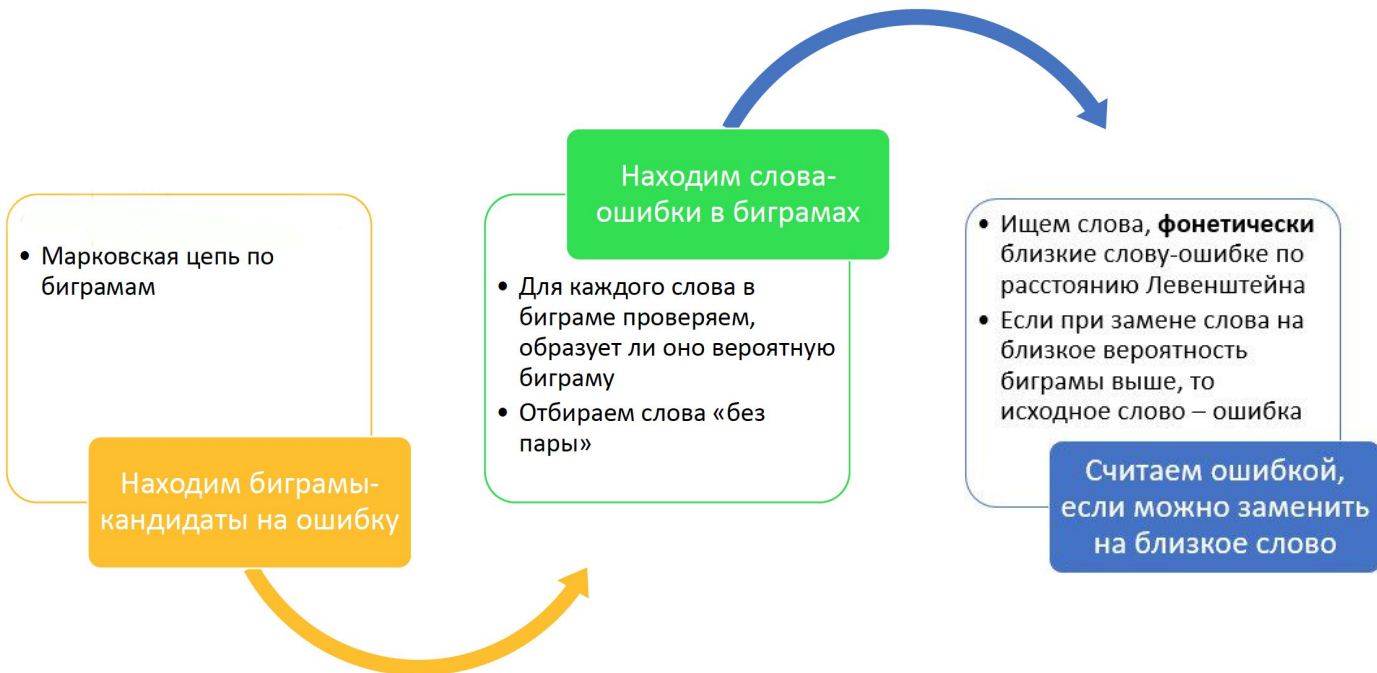 • Марковская цепь по
биграмам
Находим биграмы-
кандидаты на ошибку
Находим слова-
ошибки в биграмах
• Для каждого слова в
биграме проверяем,
образует ли оно вероятную
биграму
• Отбираем слова «без
пары»
• Ищем слова, фонетически
близкие слову-ошибке по
расстоянию Левенштейна
• Если при замене слова на
близкое вероятность
биграмы выше, то
исходное слово – ошибка
Считаем ошибкой,
если можно заменить
на близкое слово